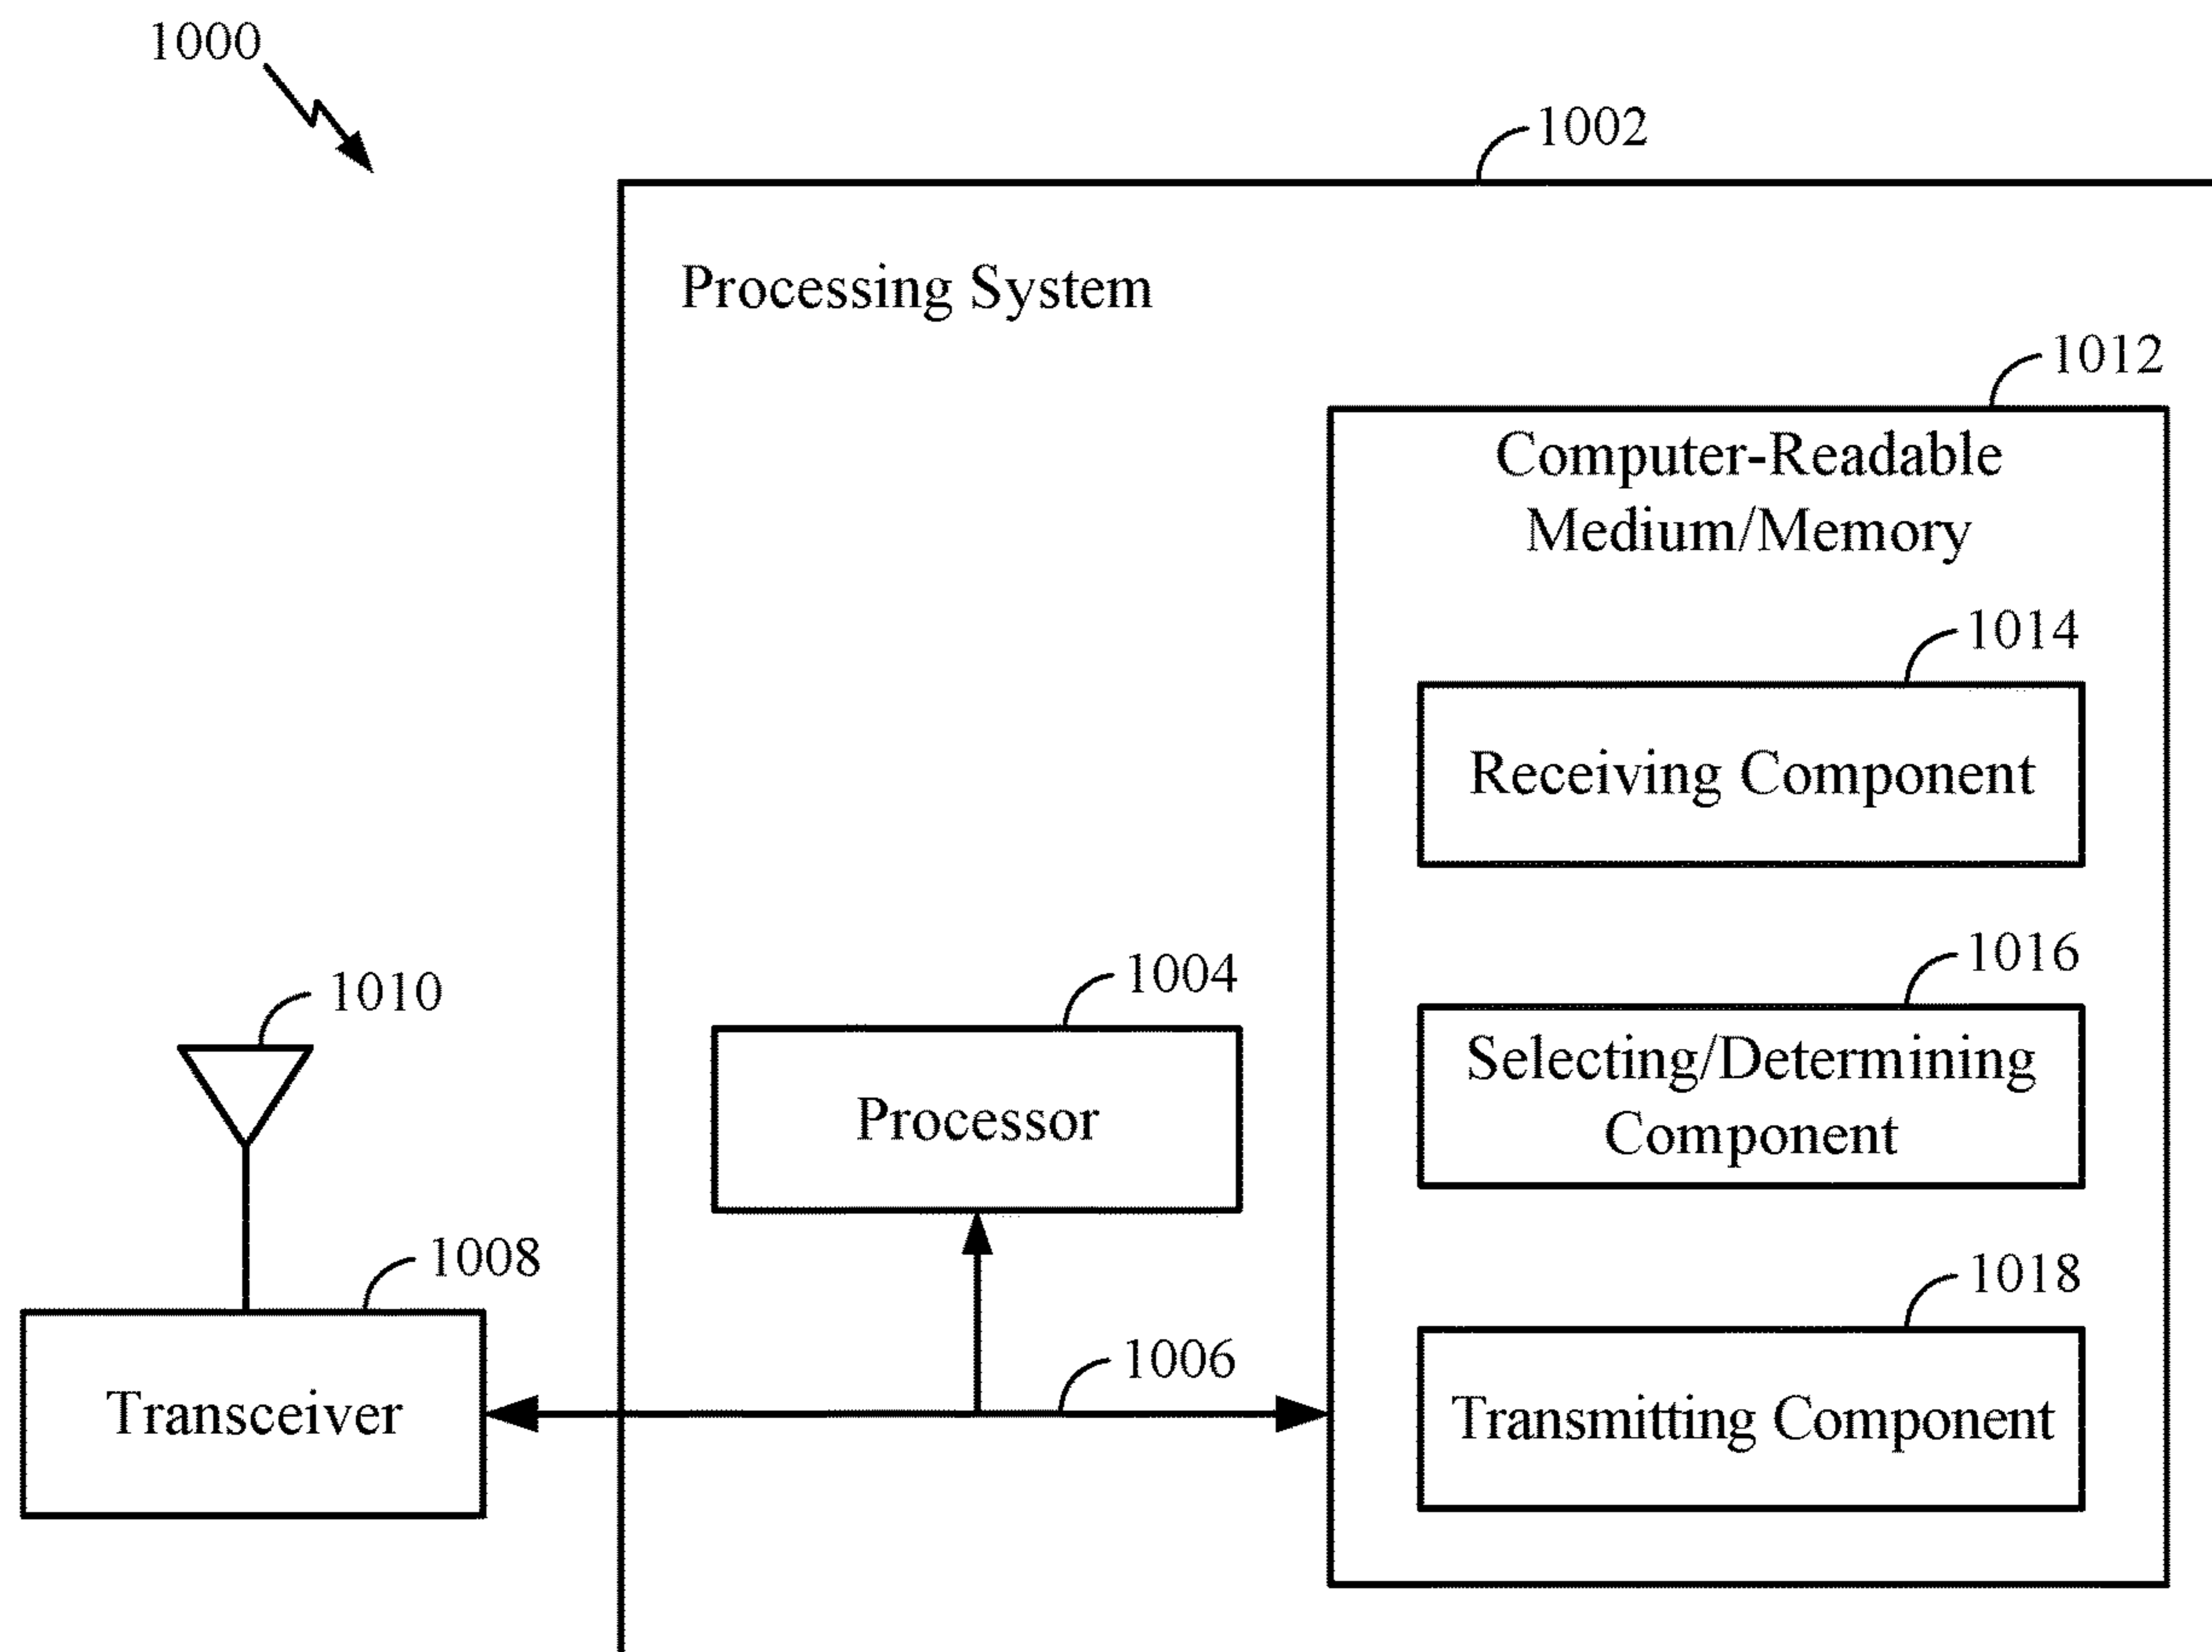 1000
1002
Processing System
1012
Computer-Readable
Medium/Memory
1014
Receiving Component
1004
Processor
1016
Selecting/Determining
Component
1010
1008
Transceiver
1006
1018
Transmitting Component